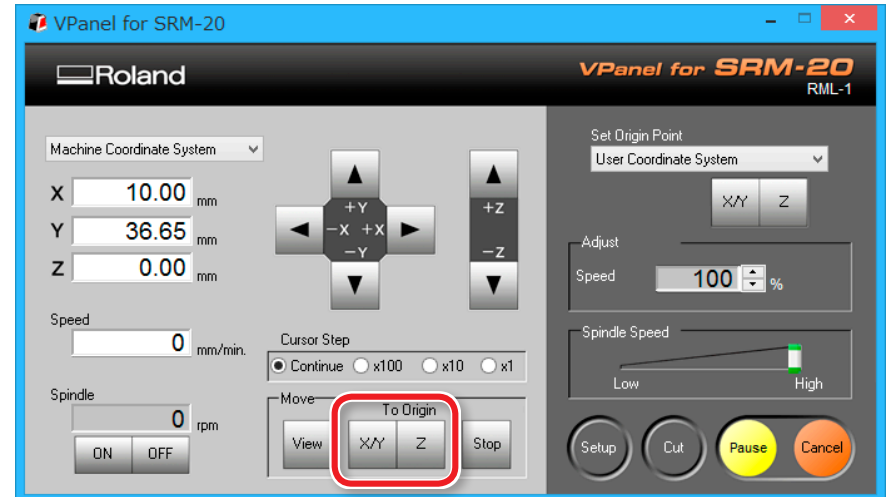 VPanel for SRM-20
Roland
VPanel for SRM-20
RML-1
Machine Coordinate System
X 10.00 mm
Y 36.65 mm
Z 0.00 mm
Speed
0 mm/min.
Spindle
0 rpm
ON OFF
+Y
-X +X
-Y
+Z
-Z
Cursor Step
Continue x100 x10 x1
Move
To Origin
View X/Y Z Stop
Set Origin Point
User Coordinate System
X/Y Z
Adjust
Speed 100 %
Spindle Speed
Low High
Setup Cut Pause Cancel